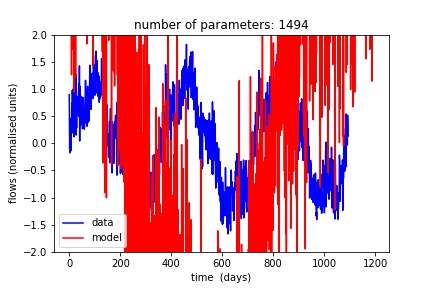 number of parameters: 1494
flows (normalised units)
2.0
1.5
1.0
0.5
0.0
−0.5
−1.0
−1.5
−2.0
data
model
0 200 400 600 800 1000 1200
time (days)